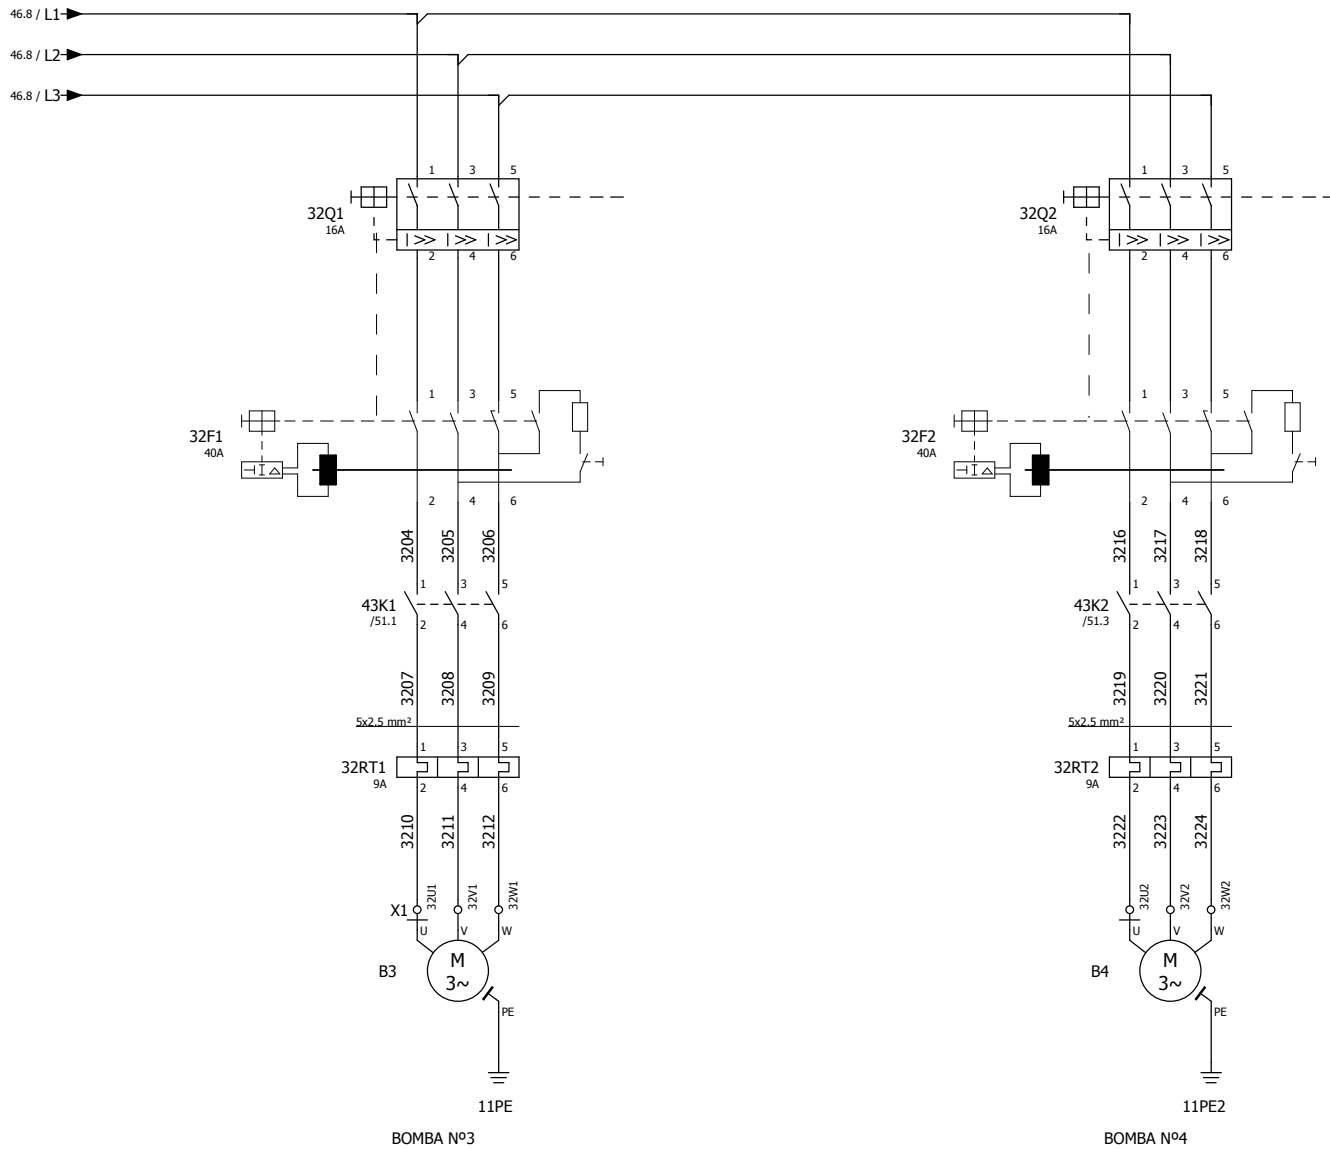 46.8 / L1
46.8 / L2
46.8 / L3
1 3 5 1 3 5
32Q1 32Q2
16A 16A
I>> I>> I>> I>> I>> I>>
2 4 6 2 4 6
1 3 5 1 3 5
32F1 32F2
40A 40A
I I
2 4 6 2 4 6
3204 3205 3206 3216 3217 3218
1 3 5 1 3 5
43K1 43K2
/51.1 /51.3
2 4 6 2 4 6
3207 3208 3209 3219 3220 3221
5x2.5 mm² 5x2.5 mm²
1 3 5 1 3 5
32RT1 32RT2
9A 9A
2 4 6 2 4 6
3210 3211 3212 3222 3223 3224
32U1 32V1 32W1 32U2 32V2 32W2
X1
U V W U V W
B3 M 3~ B4 M 3~
PE PE
11PE 11PE2
BOMBA Nº3 BOMBA Nº4